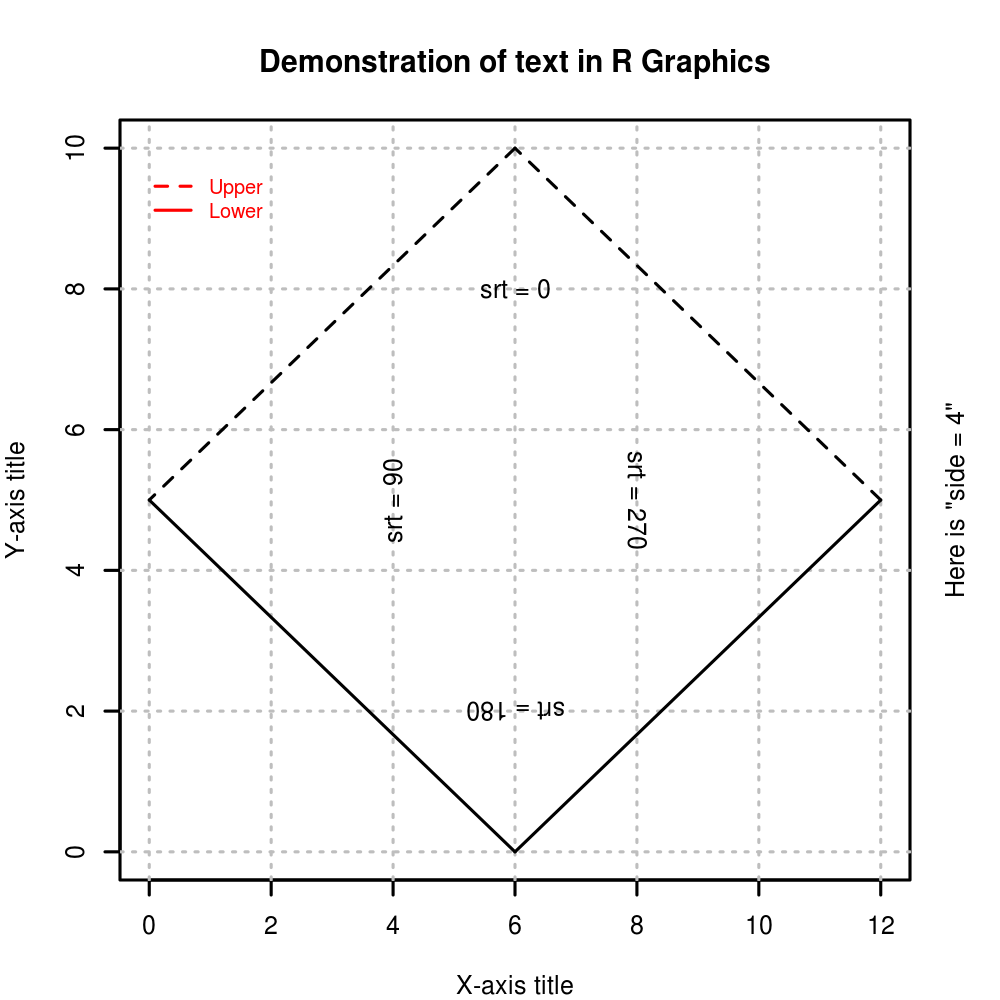 Demonstration of text in R Graphics
10
Upper
Lower
8
srt = 0
6
Y-axis title
srt = 90
srt = 270
Here is "side = 4"
4
2
srt = 180
0
0 2 4 6 8 10 12
X-axis title